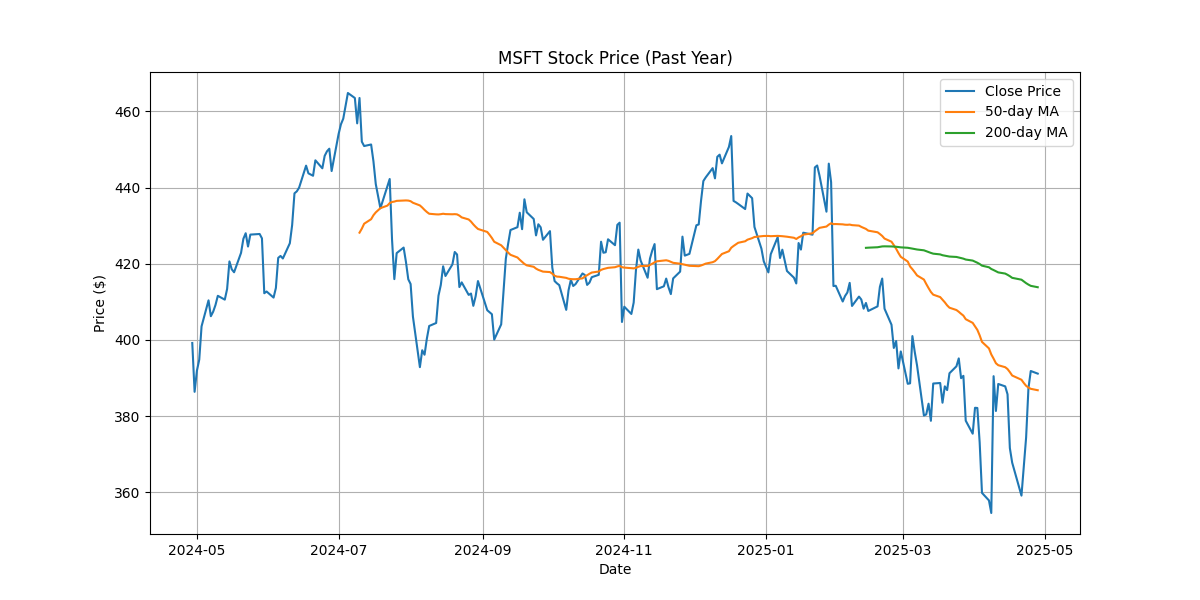 MSFT Stock Price (Past Year)
Close Price
50-day MA
200-day MA
Price ($)
460
440
420
400
380
360
2024-05 2024-07 2024-09 2024-11 2025-01 2025-03 2025-05
Date